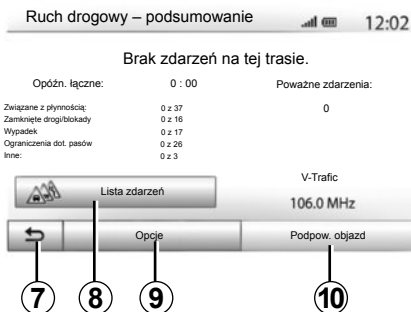 Ruch drogowy – podsumowanie 12:02
Brak zdarzeń na tej trasie.
Opóźn. łączne: 0 : 00 Poważne zdarzenia:
Związane z płynnością: 0 z 37 0
Zamknięte drogi/blokady 0 z 16
Wypadek 0 z 17
Ograniczenia dot. pasów 0 z 26
Inne: 0 z 3
V-Trafic
Lista zdarzeń
106.0 MHz
Opcje Podpow. objazd
7 8 9 10